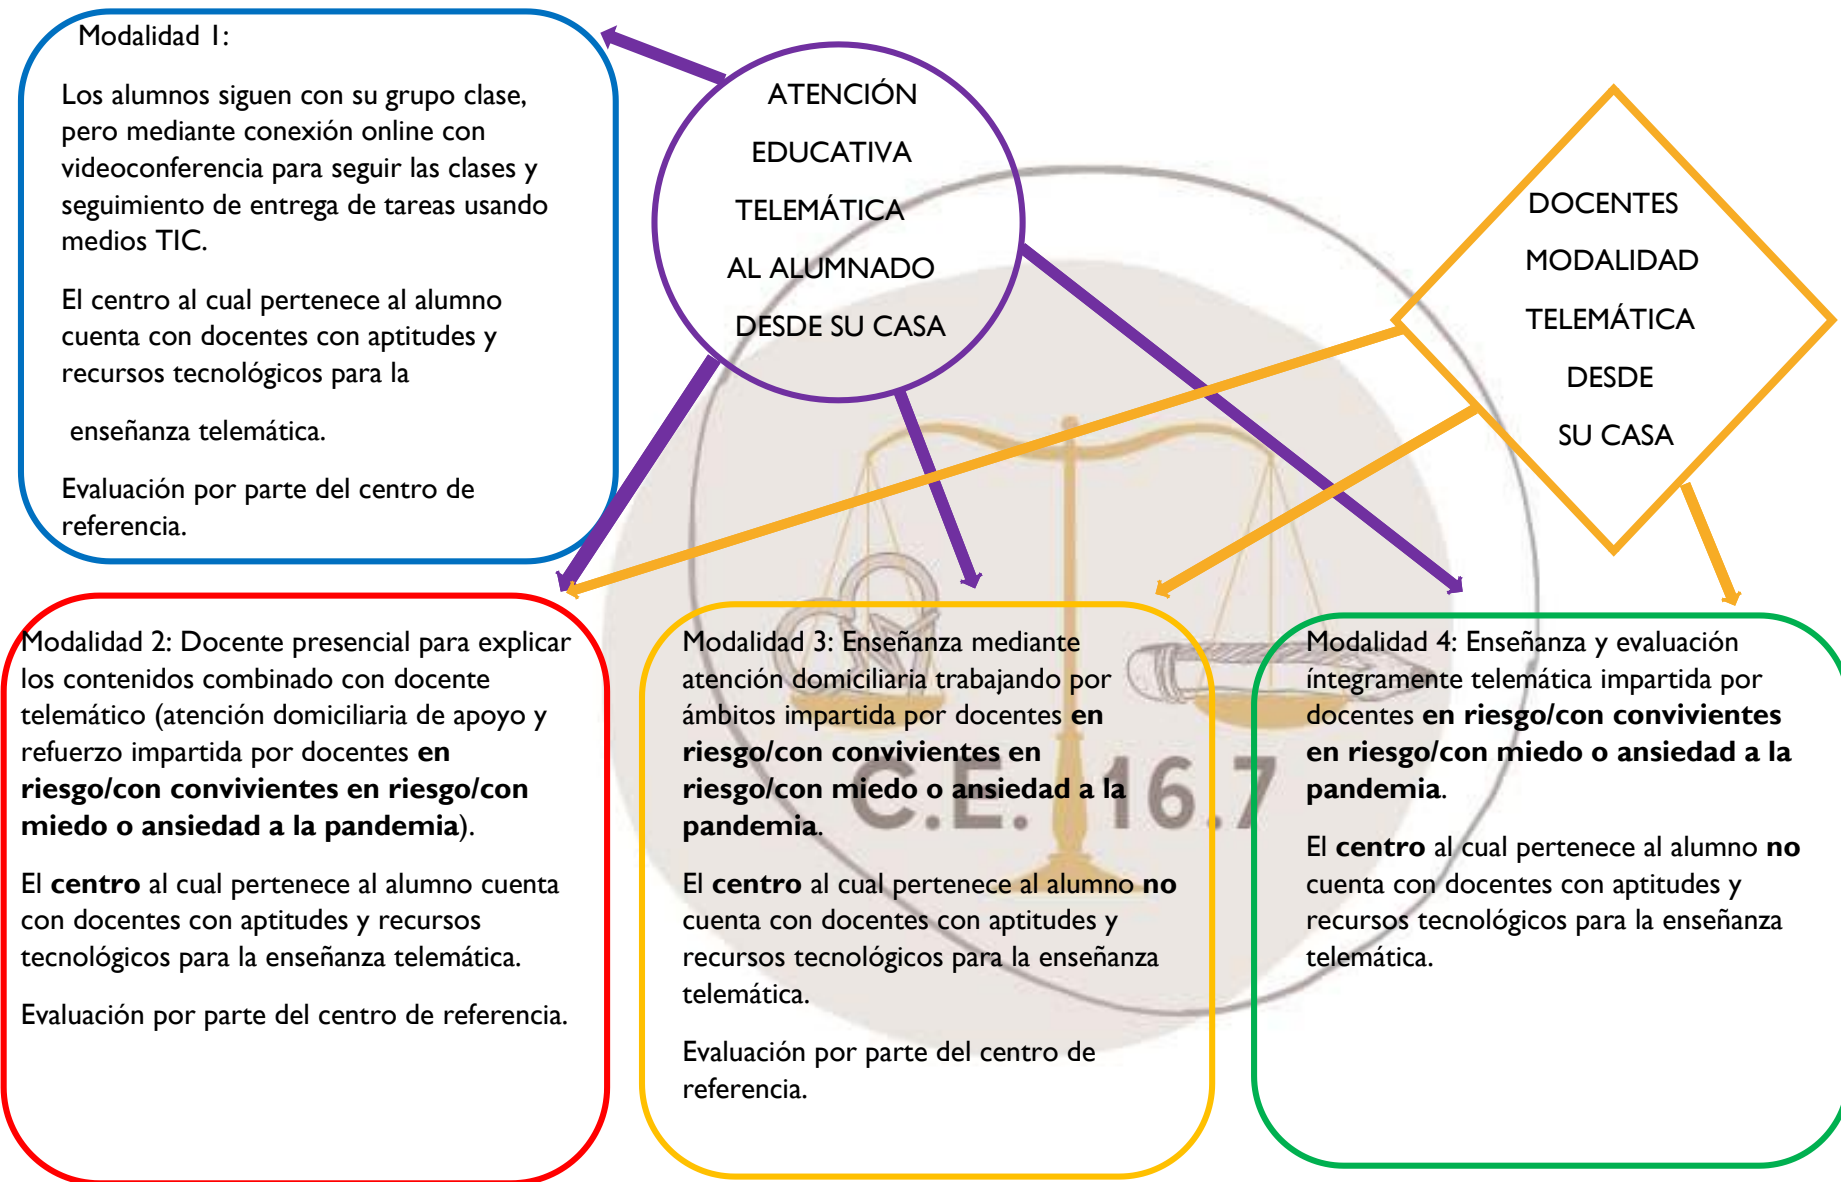 Modalidad 1:
Los alumnos siguen con su grupo clase,
pero mediante conexión online con
videoconferencia para seguir las clases y
seguimiento de entrega de tareas usando
medios TIC.
El centro al cual pertenece al alumno
cuenta con docentes con aptitudes y
recursos tecnológicos para la
enseñanza telemática.
Evaluación por parte del centro de
referencia.
ATENCIÓN
EDUCATIVA
TELEMÁTICA
AL ALUMNADO
DESDE SU CASA
DOCENTES
MODALIDAD
TELEMÁTICA
DESDE
SU CASA
Modalidad 2: Docente presencial para explicar
los contenidos combinado con docente
telemático (atención domiciliaria de apoyo y
refuerzo impartida por docentes en
riesgo/con convivientes en riesgo/con
miedo o ansiedad a la pandemia).
El centro al cual pertenece al alumno cuenta
con docentes con aptitudes y recursos
tecnológicos para la enseñanza telemática.
Evaluación por parte del centro de referencia.
Modalidad 3: Enseñanza mediante
atención domiciliaria trabajando por
ámbitos impartida por docentes en
riesgo/con convivientes en
riesgo/con miedo o ansiedad a la
pandemia.
El centro al cual pertenece al alumno no
cuenta con docentes con aptitudes y
recursos tecnológicos para la enseñanza
telemática.
Evaluación por parte del centro de
referencia.
Modalidad 4: Enseñanza y evaluación
íntegramente telemática impartida por
docentes en riesgo/con convivientes
en riesgo/con miedo o ansiedad a la
pandemia.
El centro al cual pertenece al alumno no
cuenta con docentes con aptitudes y
recursos tecnológicos para la enseñanza
telemática.
C.E. 16.7